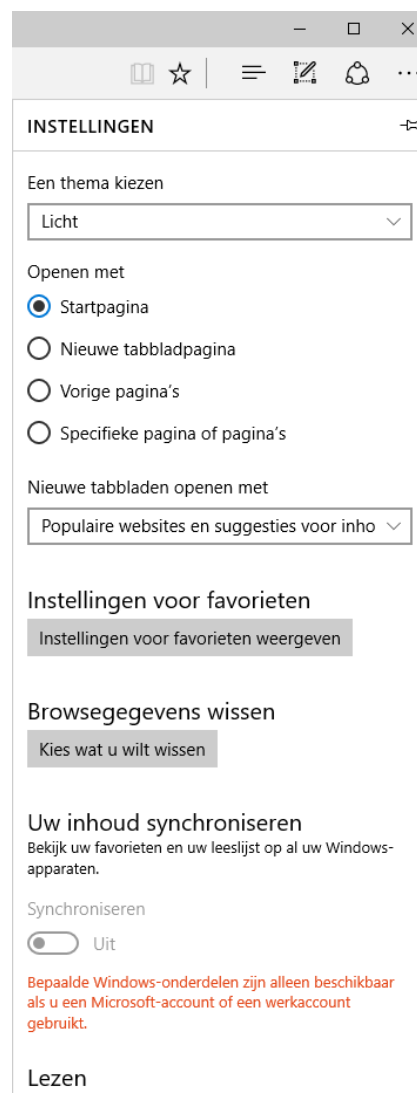 INSTELLINGEN
Een thema kiezen
Licht
Openen met
Startpagina
Nieuwe tabbladpagina
Vorige pagina's
Specifieke pagina of pagina's
Nieuwe tabbladen openen met
Populaire websites en suggesties voor inho
Instellingen voor favorieten
Instellingen voor favorieten weergeven
Browsegegevens wissen
Kies wat u wilt wissen
Uw inhoud synchroniseren
Bekijk uw favorieten en uw leeslijst op al uw Windows-
apparaten.
Synchroniseren
Uit
Bepaalde Windows-onderdelen zijn alleen beschikbaar
als u een Microsoft-account of een werkaccount
gebruikt.
Lezen